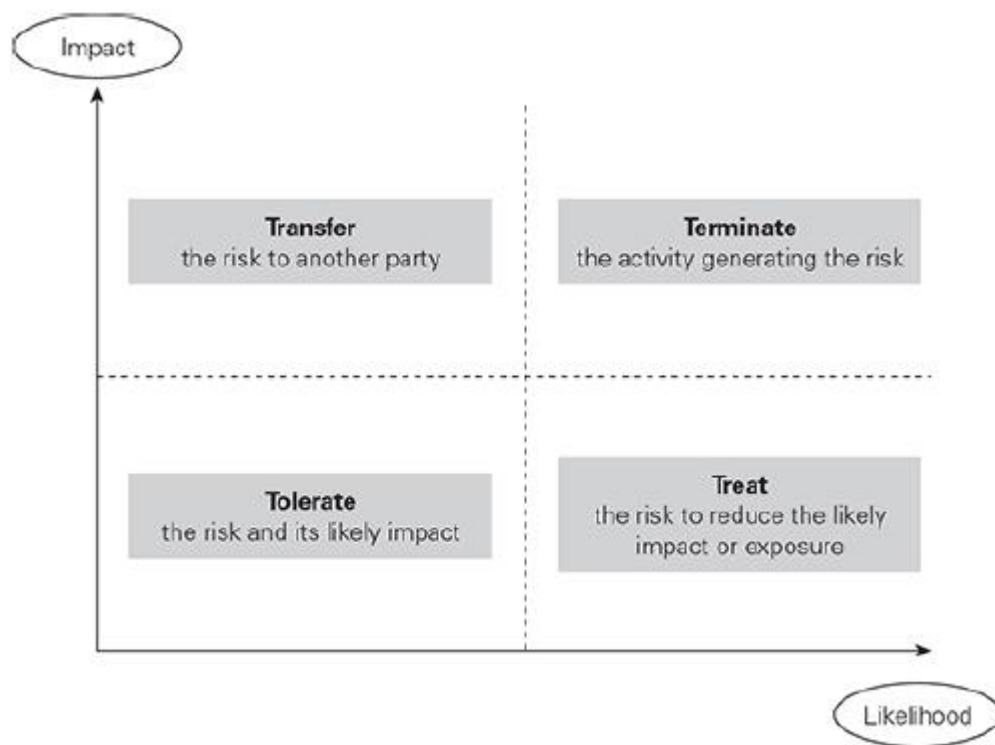 Impact
Transfer
the risk to another party
Terminate
the activity generating the risk
Tolerate
the risk and its likely impact
Treat
the risk to reduce the likely
impact or exposure
Likelihood